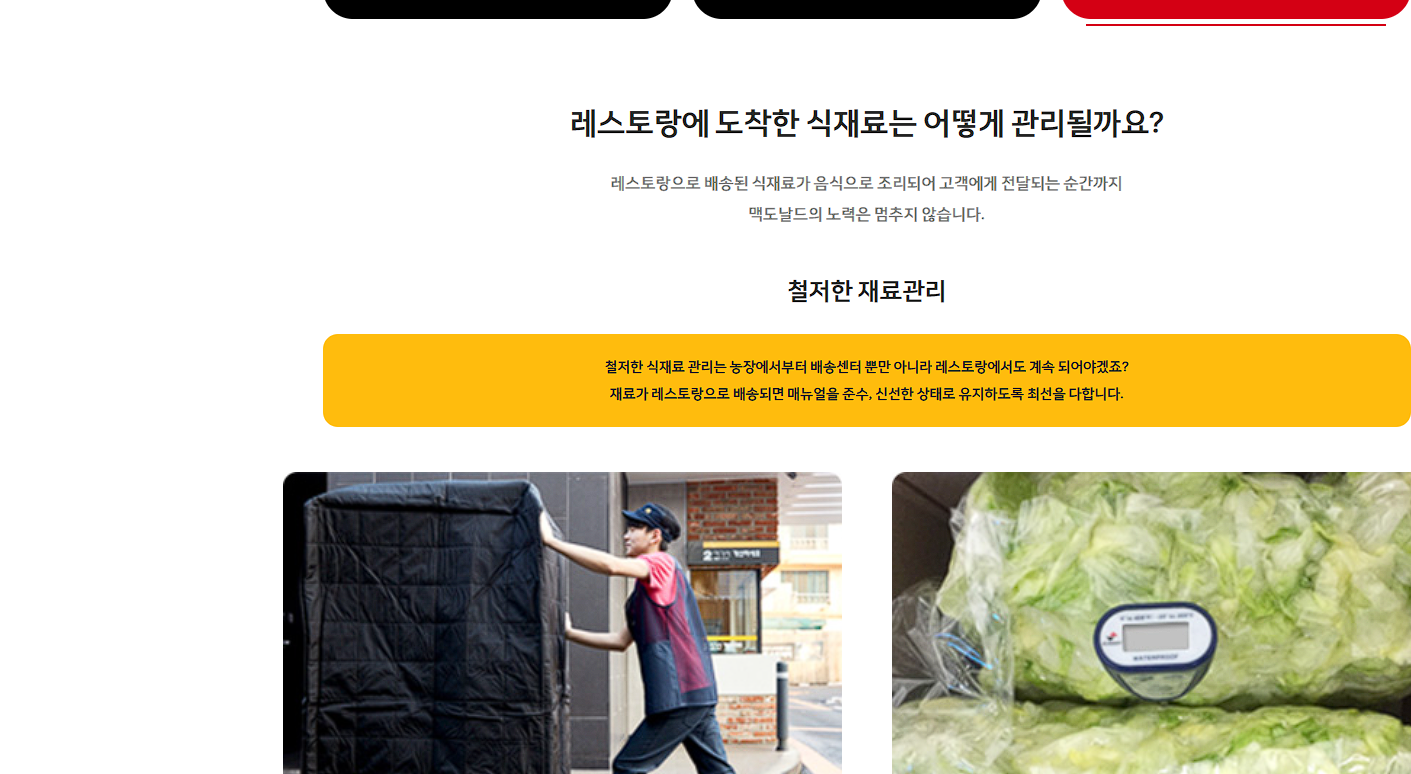 레스토랑에 도착한 식재료는 어떻게 관리될까요?
레스토랑으로 배송된 식재료가 음식으로 조리되어 고객에게 전달되는 순간까지
맥도날드의 노력은 멈추지 않습니다.
철저한 재료관리
철저한 식재료 관리는 농장에서부터 배송센터 뿐만 아니라 레스토랑에서도 계속 되어야겠죠?
재료가 레스토랑으로 배송되면 매뉴얼을 준수, 신선한 상태로 유지하도록 최선을 다합니다.
2
WATERPROOF